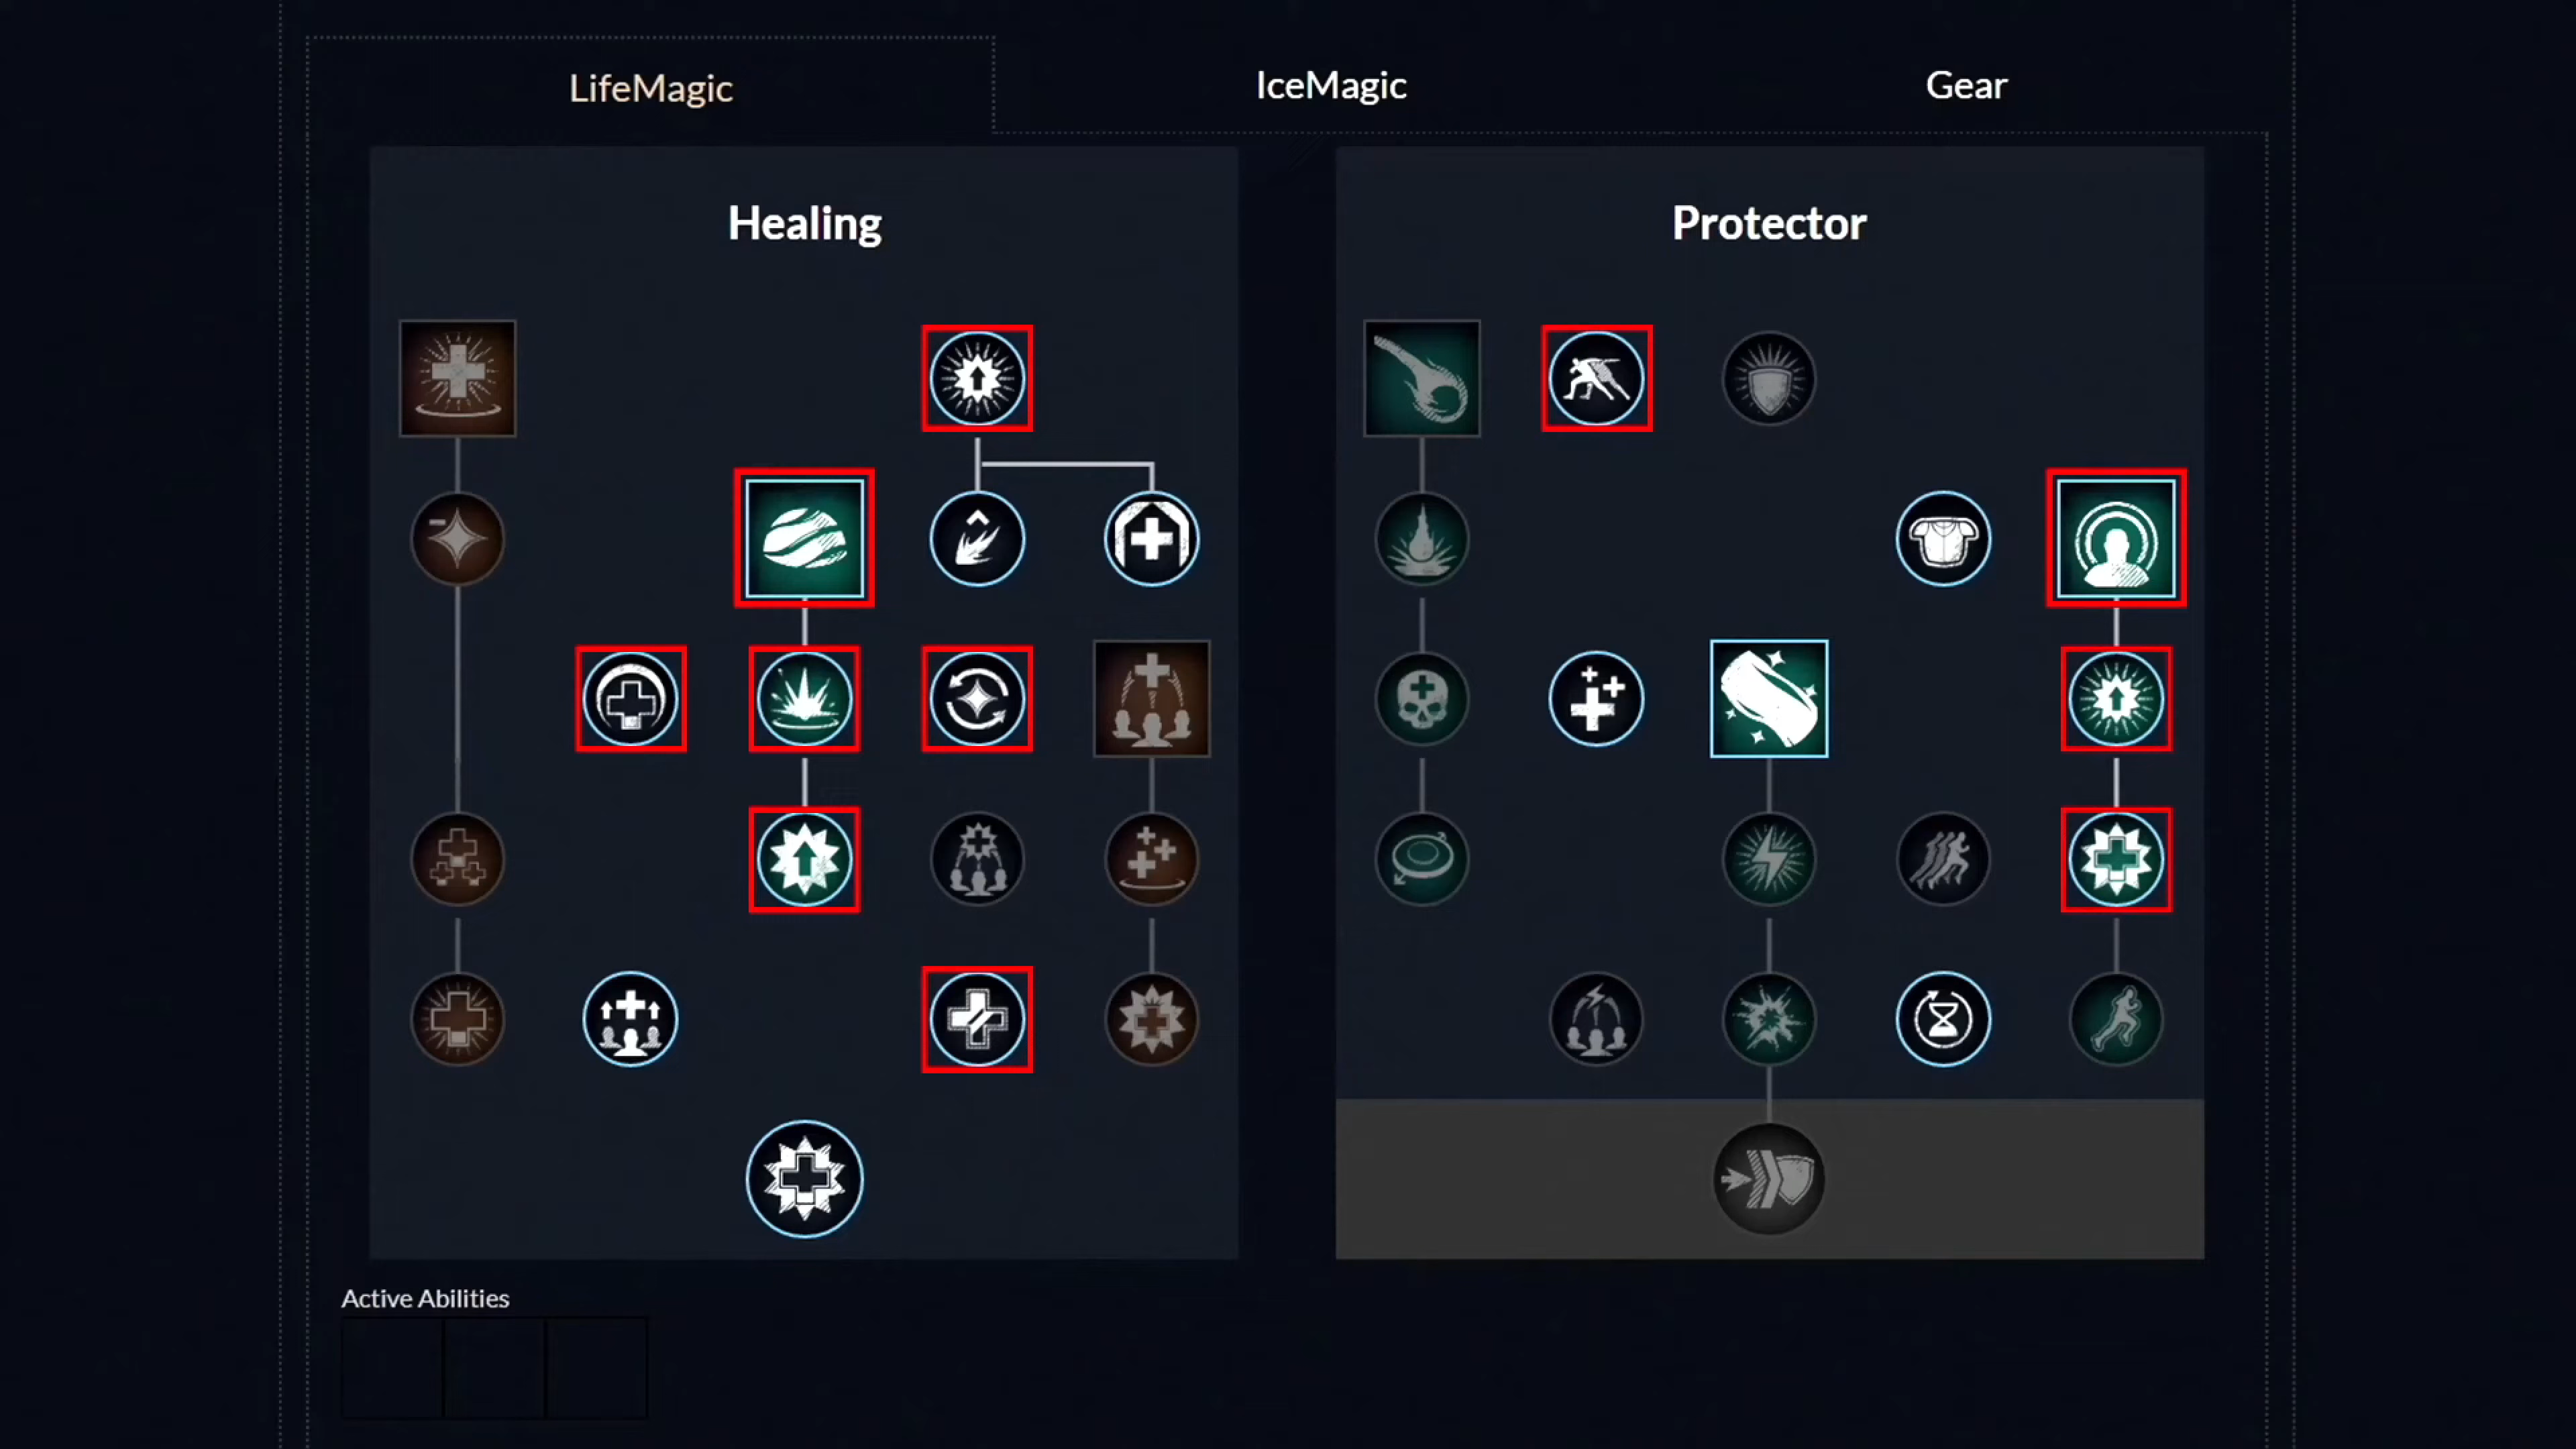 LifeMagic
IceMagic
Gear
Healing
Protector
Active Abilities